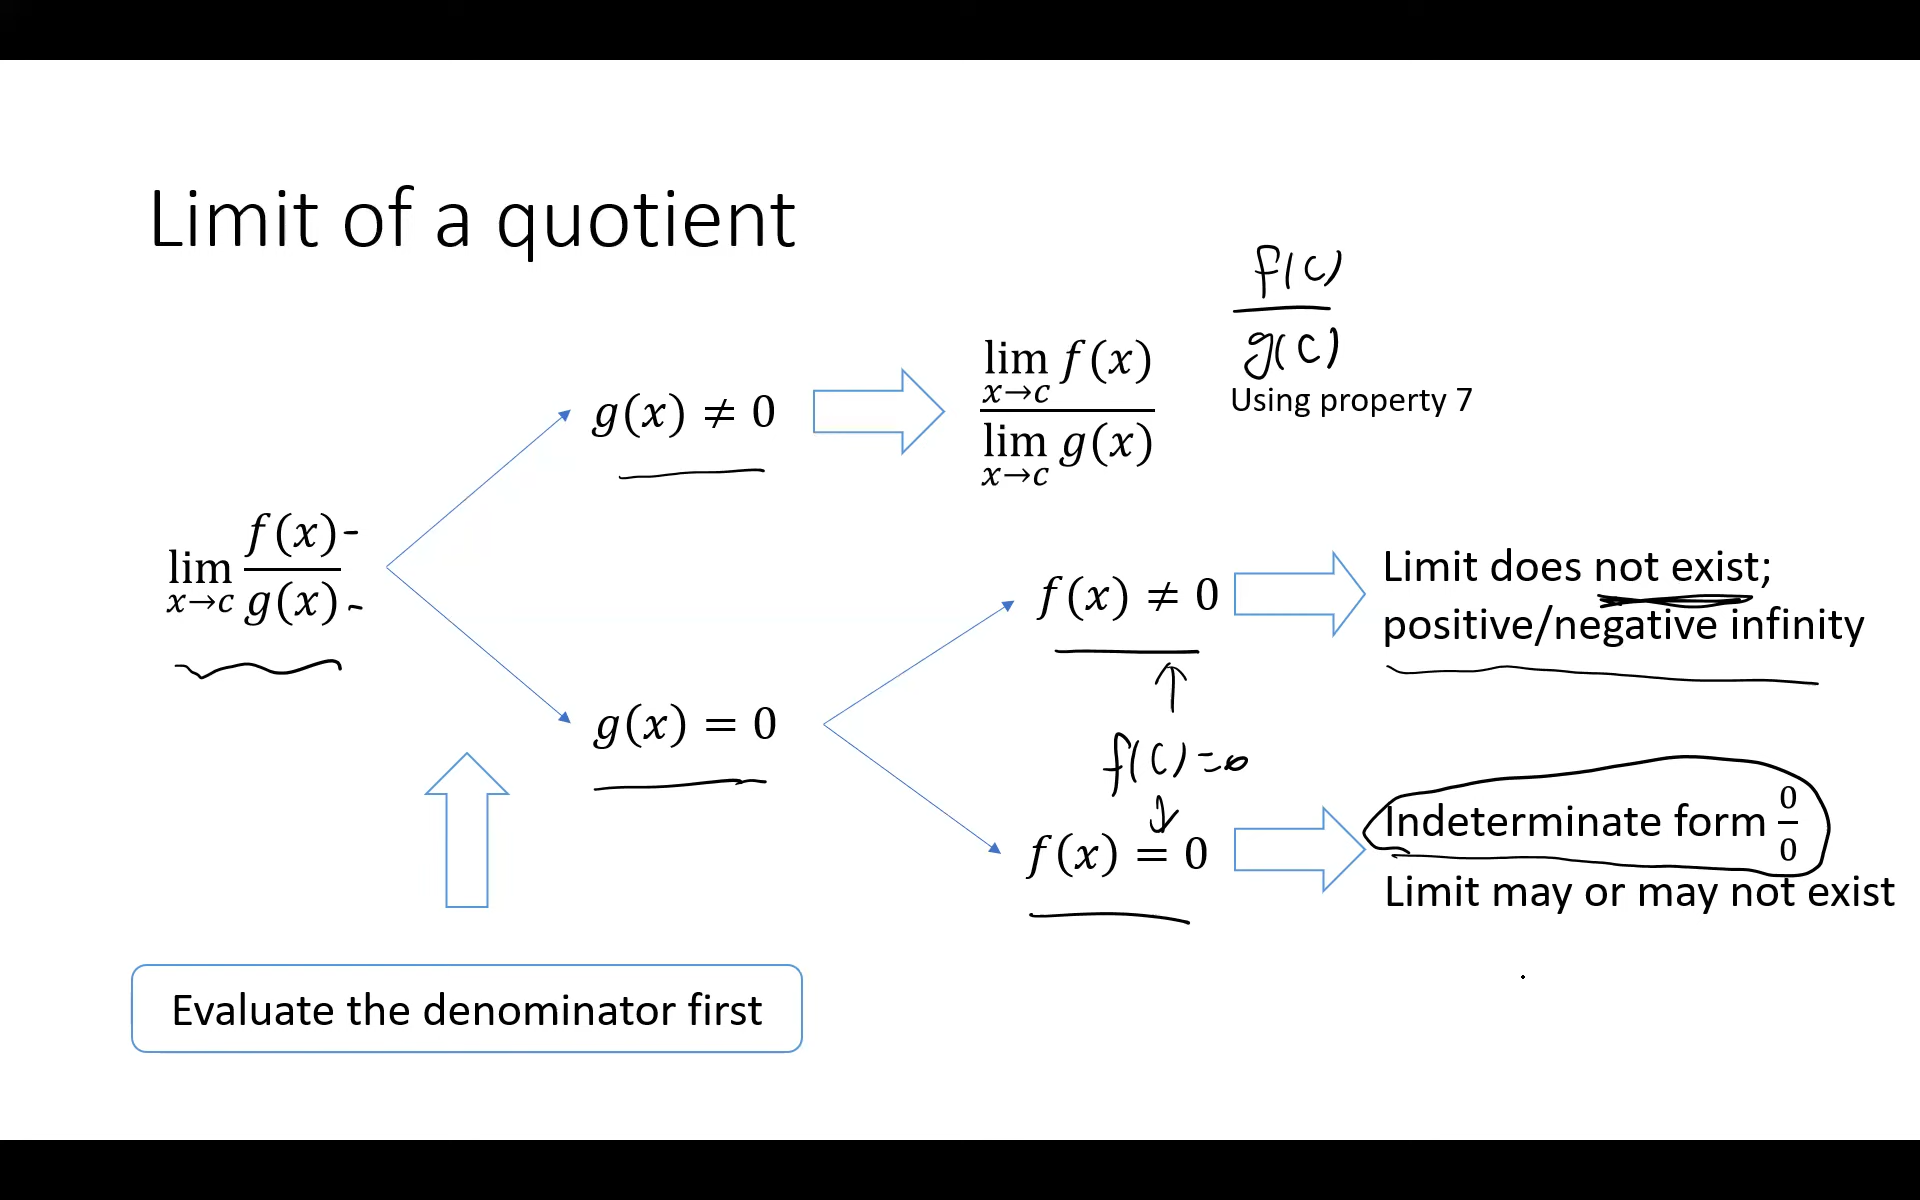 Limit of a quotient
f(c)
g(c)
Using property 7
g(x) ≠ 0
lim f(x)
x→c
lim g(x)
x→c
lim f(x)-
x→c g(x)-
f(x) ≠ 0
Limit does not exist;
positive/negative infinity
g(x) = 0
f(c)=0
f(x) = 0
Indeterminate form 0/0
Limit may or may not exist
Evaluate the denominator first